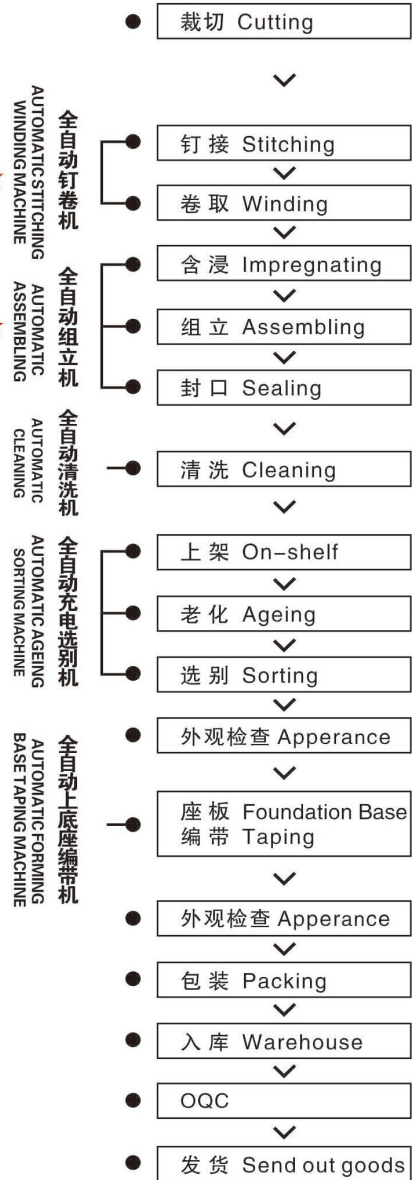 裁切 Cutting
全自动钉卷机
AUTOMATIC STITCHING
WINDING MACHINE
钉接 Stitching
卷取 Winding
全自动组立机
AUTOMATIC
ASSEMBLING
含浸 Impregnating
组立 Assembling
封口 Sealing
全自动清洗机
AUTOMATIC
CLEANING
清洗 Cleaning
全自动充电选别机
AUTOMATIC AGEING
SORTING MACHINE
上架 On-shelf
老化 Ageing
选别 Sorting
外观检查 Apperance
全自动上底座编带机
AUTOMATIC FORMING
BASE TAPING MACHINE
座板 Foundation Base
编带 Taping
外观检查 Apperance
包装 Packing
入库 Warehouse
OQC
发货 Send out goods